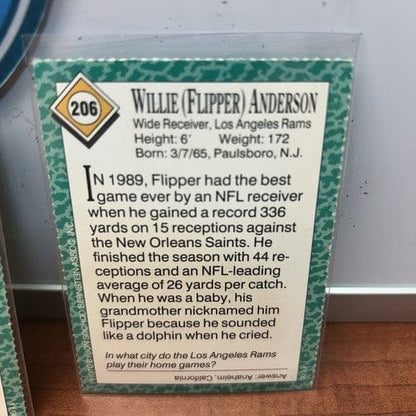 206
WILLIE (FLIPPER) ANDERSON
Wide Receiver, Los Angeles Rams
Height: 6' Weight: 172
Born: 3/7/65, Paulsboro, N.J.
IN 1989, Flipper had the best
game ever by an NFL receiver
when he gained a record 336
yards on 15 receptions against
the New Orleans Saints. He
finished the season with 44 re-
ceptions and an NFL-leading
average of 26 yards per catch.
When he was a baby, his
grandmother nicknamed him
Flipper because he sounded
like a dolphin when he cried.
In what city do the Los Angeles Rams
play their home games?
Answer: Anaheim, California